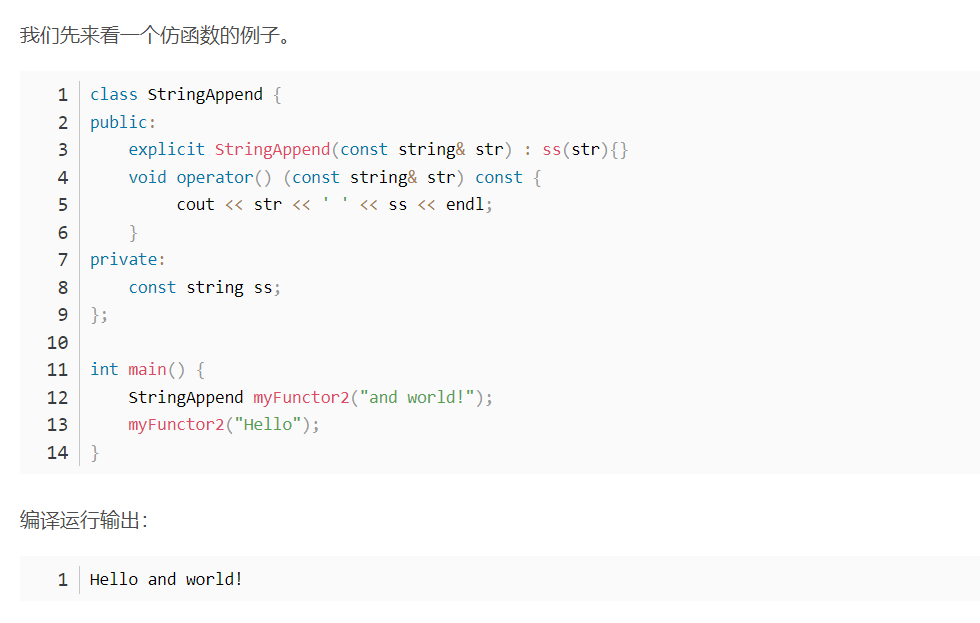 我们先来看一个仿函数的例子。
1 class StringAppend {
2 public:
3     explicit StringAppend(const string& str) : ss(str){}
4     void operator() (const string& str) const {
5          cout << str << ' ' << ss << endl;
6     }
7 private:
8     const string ss;
9 };
10
11 int main() {
12     StringAppend myFunctor2("and world!");
13     myFunctor2("Hello");
14 }
编译运行输出:
1 Hello and world!